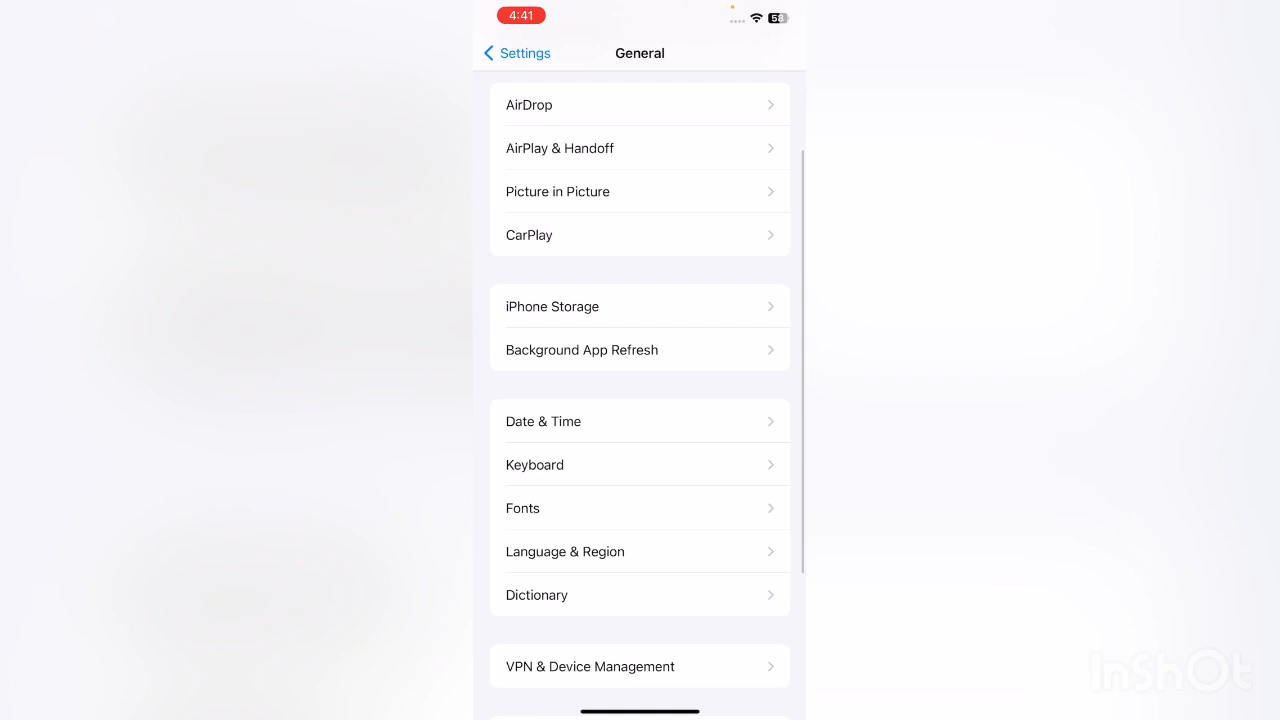 4:41
58
Settings
General
AirDrop
AirPlay & Handoff
Picture in Picture
CarPlay
iPhone Storage
Background App Refresh
Date & Time
Keyboard
Fonts
Language & Region
Dictionary
VPN & Device Management
InShOt